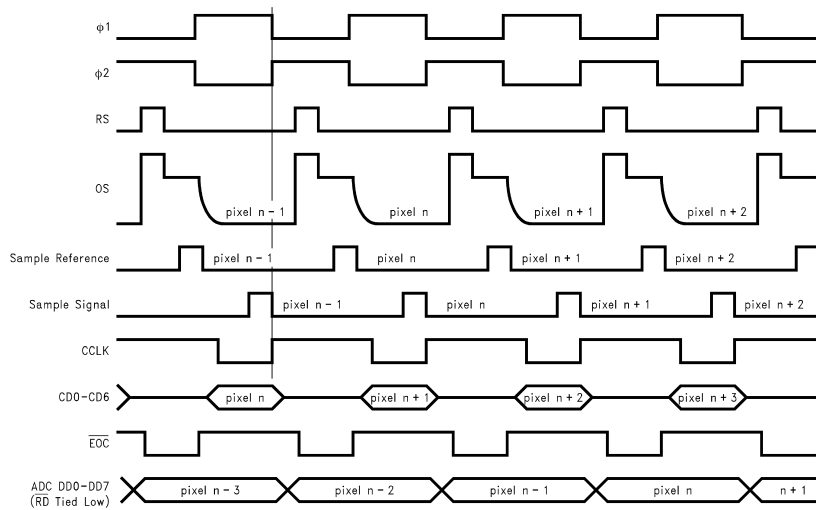 φ1
φ2
RS
OS
pixel n - 1
pixel n
pixel n + 1
pixel n + 2
Sample Reference
pixel n - 1
pixel n
pixel n + 1
pixel n + 2
Sample Signal
pixel n - 1
pixel n
pixel n + 1
pixel n + 2
CCLK
CD0-CD6
pixel n
pixel n + 1
pixel n + 2
pixel n + 3
EOC
ADC DD0-DD7
(RD Tied Low)
pixel n - 3
pixel n - 2
pixel n - 1
pixel n
n + 1